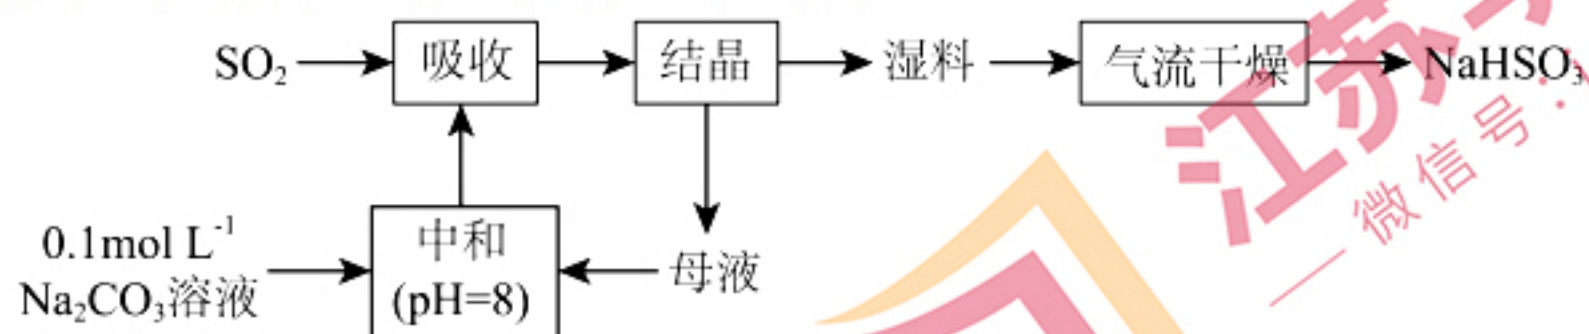 SO₂ 吸收 结晶 湿料 气流干燥 NaHSO₃
江苏
微信号:
0.1mol L⁻¹
Na₂CO₃溶液
中和
(pH=8)
母液